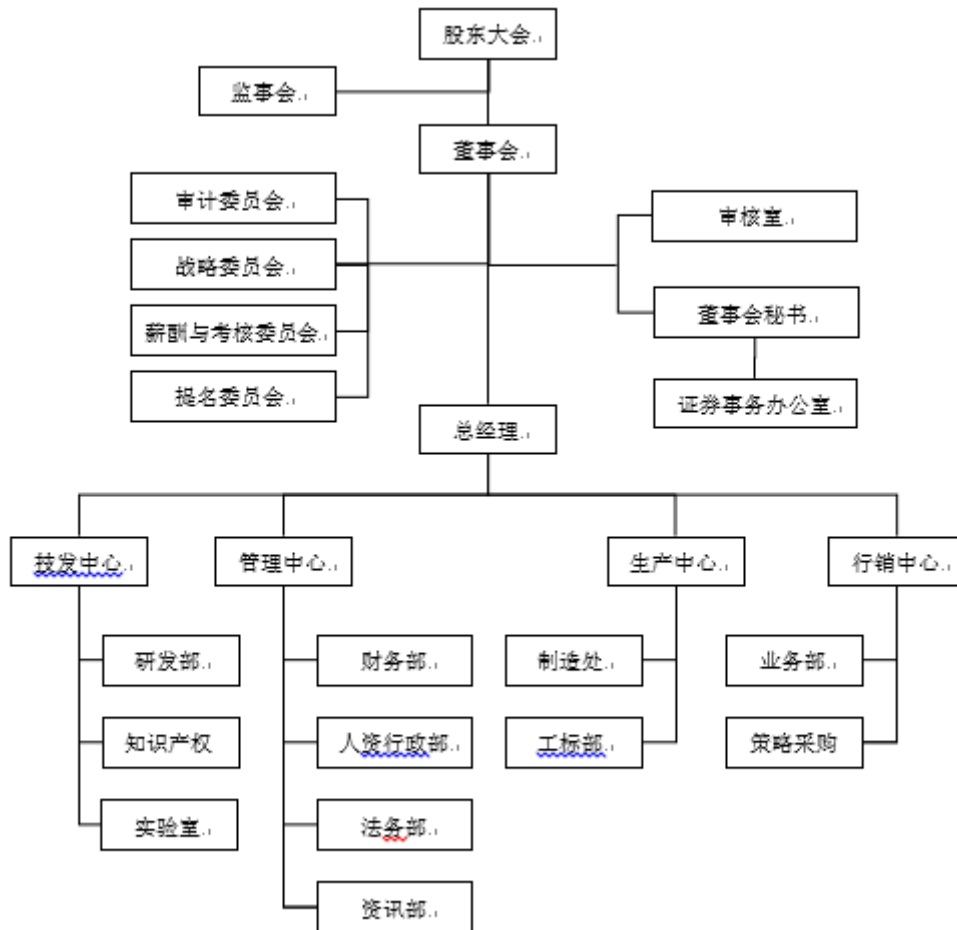 股东大会
监事会
董事会
审计委员会
审核室
战略委员会
董事会秘书
薪酬与考核委员会
提名委员会
证券事务办公室
总经理
技发中心
管理中心
生产中心
行销中心
研发部
财务部
制造处
业务部
知识产权
人资行政部
工标部
策略采购
实验室
法务部
资讯部